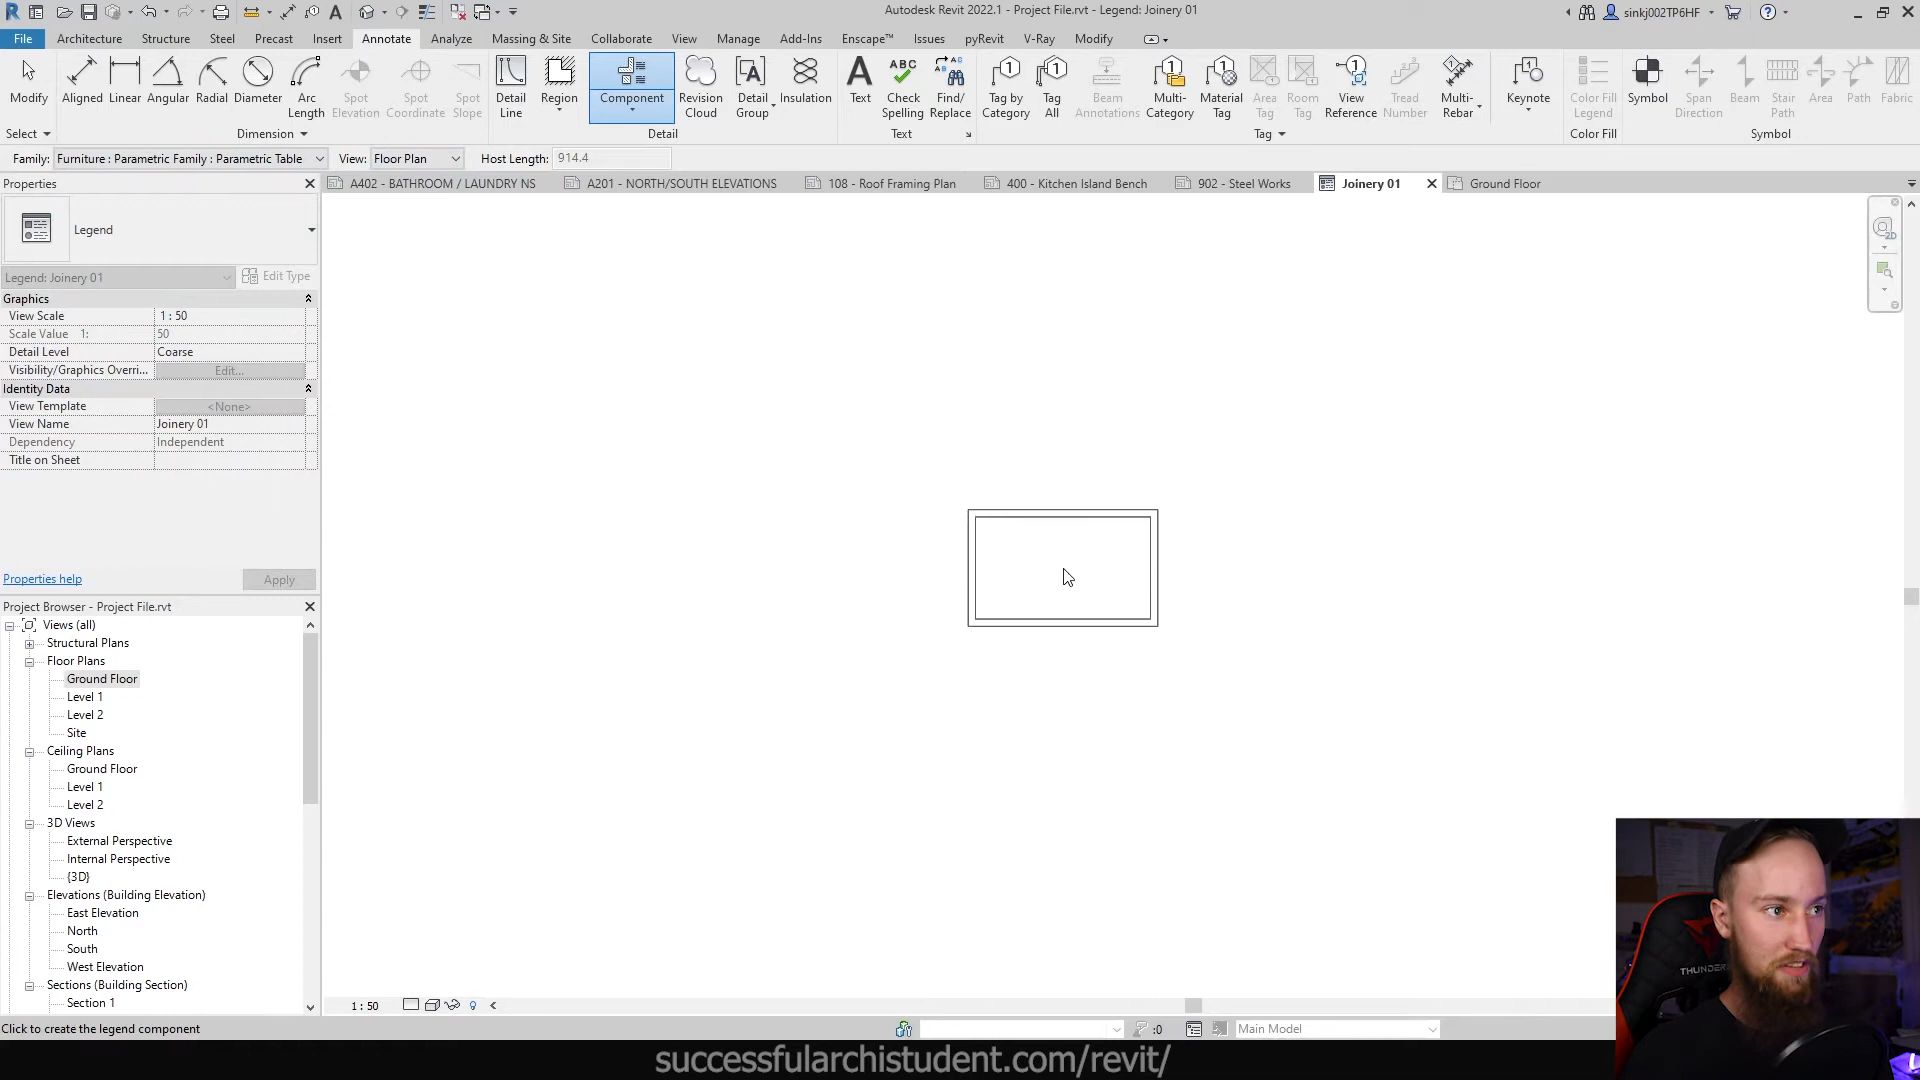 Autodesk Revit 2022.1 - Project File.rvt - Legend: Joinery 01
sinkj002TP6HF
File Architecture Structure Steel Precast Insert Annotate Analyze Massing & Site Collaborate View Manage Add-Ins Enscape™ Issues pyRevit V-Ray Modify
Modify Aligned Linear Angular Radial Diameter Arc Length Spot Elevation Spot Coordinate Spot Slope Detail Line Region Component Revision Cloud Detail Group Insulation Text Check Spelling Find/ Replace Tag by Category Tag All Beam Annotations Multi- Category Material Tag Area Tag Room Tag View Reference Tread Number Multi- Rebar Keynote Color Fill Legend Symbol Span Direction Beam Stair Path Area Path Fabric
Select Dimension Detail Text Tag Color Fill Symbol
Family: Furniture : Parametric Family : Parametric Table View: Floor Plan Host Length: 914.4
Properties
A402 - BATHROOM / LAUNDRY NS A201 - NORTH/SOUTH ELEVATIONS 108 - Roof Framing Plan 400 - Kitchen Island Bench 902 - Steel Works Joinery 01 Ground Floor
Legend
Legend: Joinery 01 Edit Type
Graphics
View Scale 1 : 50
Scale Value 1: 50
Detail Level Coarse
Visibility/Graphics Overri... Edit...
Identity Data
View Template <None>
View Name Joinery 01
Dependency Independent
Title on Sheet
Properties help Apply
Project Browser - Project File.rvt
Views (all)
Structural Plans
Floor Plans
Ground Floor
Level 1
Level 2
Site
Ceiling Plans
Ground Floor
Level 1
Level 2
3D Views
External Perspective
Internal Perspective
{3D}
Elevations (Building Elevation)
East Elevation
North
South
West Elevation
Sections (Building Section)
Section 1
1 : 50
Click to create the legend component
:0
Main Model
successfularchistudent.com/revit/